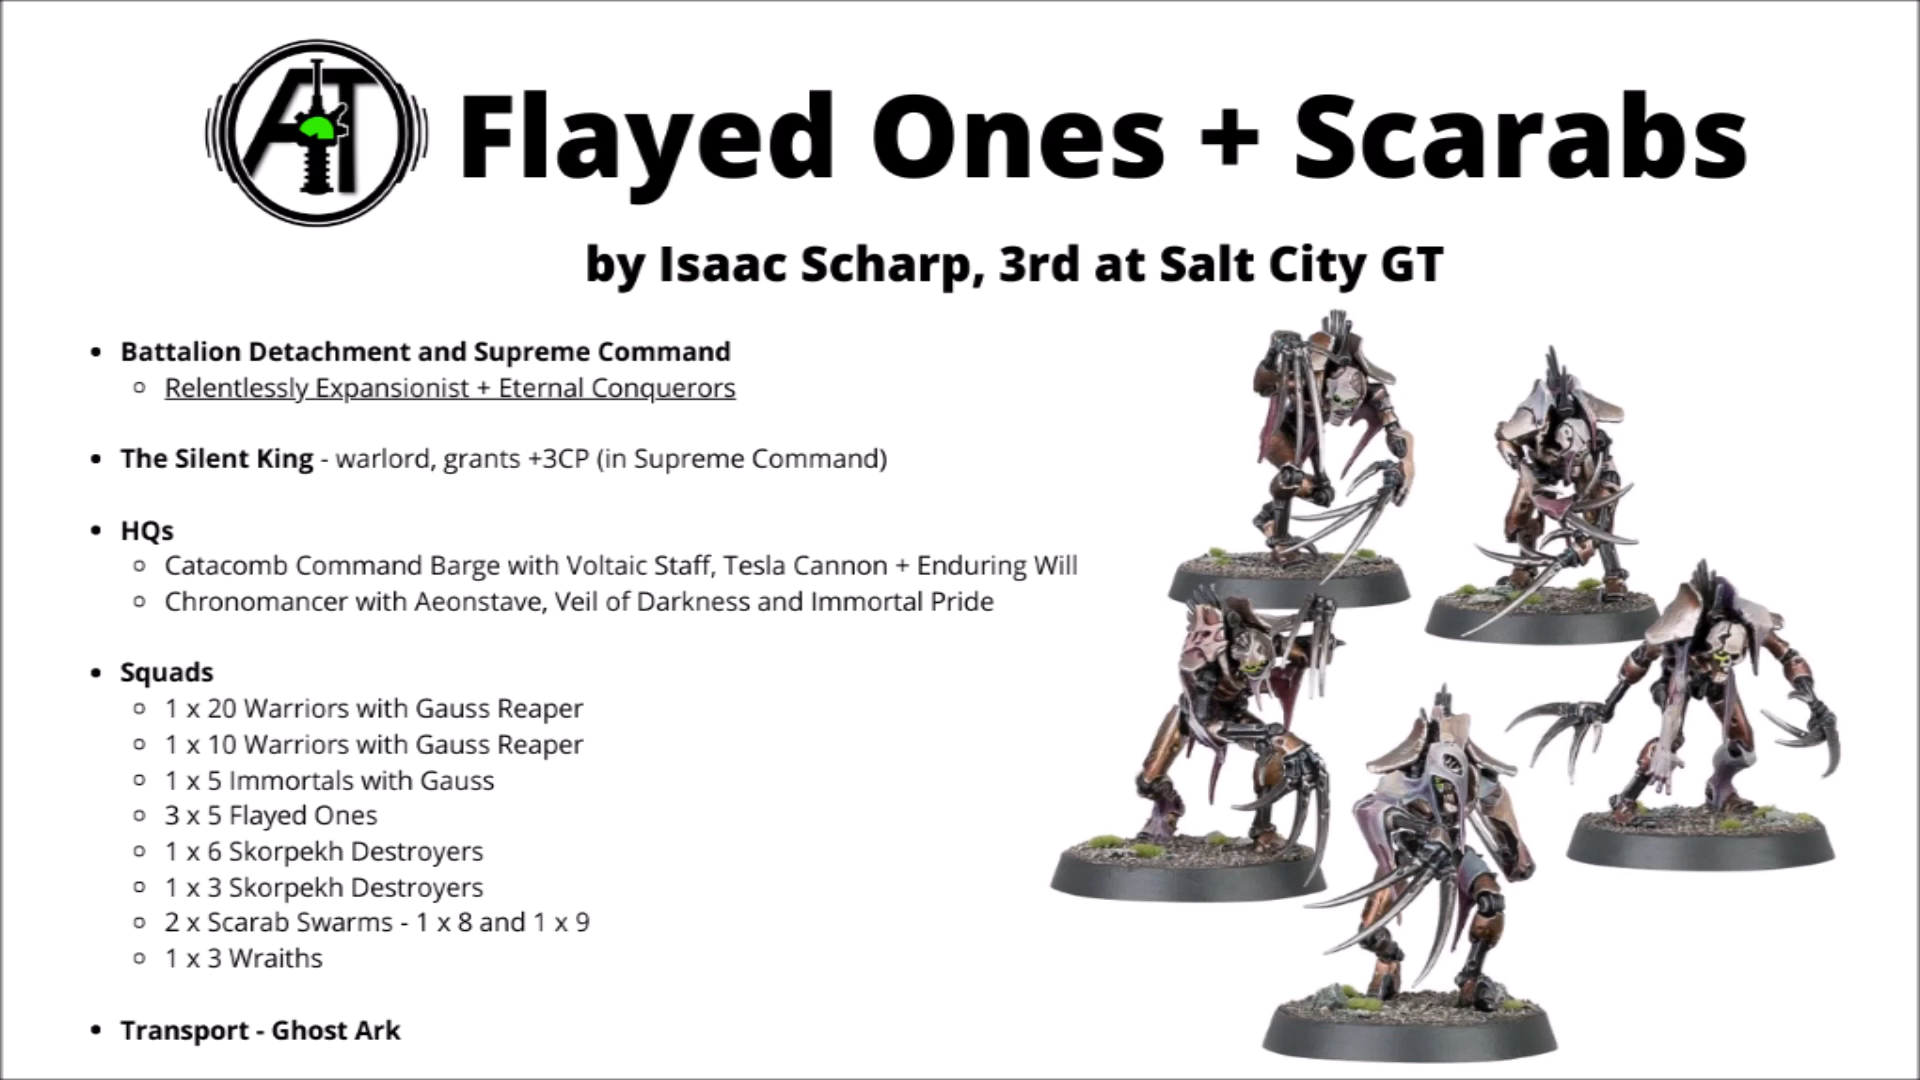 AT
Flayed Ones + Scarabs
by Isaac Scharp, 3rd at Salt City GT
• Battalion Detachment and Supreme Command
○ Relentlessly Expansionist + Eternal Conquerors
• The Silent King - warlord, grants +3CP (in Supreme Command)
• HQs
○ Catacomb Command Barge with Voltaic Staff, Tesla Cannon + Enduring Will
○ Chronomancer with Aeonstave, Veil of Darkness and Immortal Pride
• Squads
○ 1 x 20 Warriors with Gauss Reaper
○ 1 x 10 Warriors with Gauss Reaper
○ 1 x 5 Immortals with Gauss
○ 3 x 5 Flayed Ones
○ 1 x 6 Skorpekh Destroyers
○ 1 x 3 Skorpekh Destroyers
○ 2 x Scarab Swarms - 1 x 8 and 1 x 9
○ 1 x 3 Wraiths
• Transport - Ghost Ark